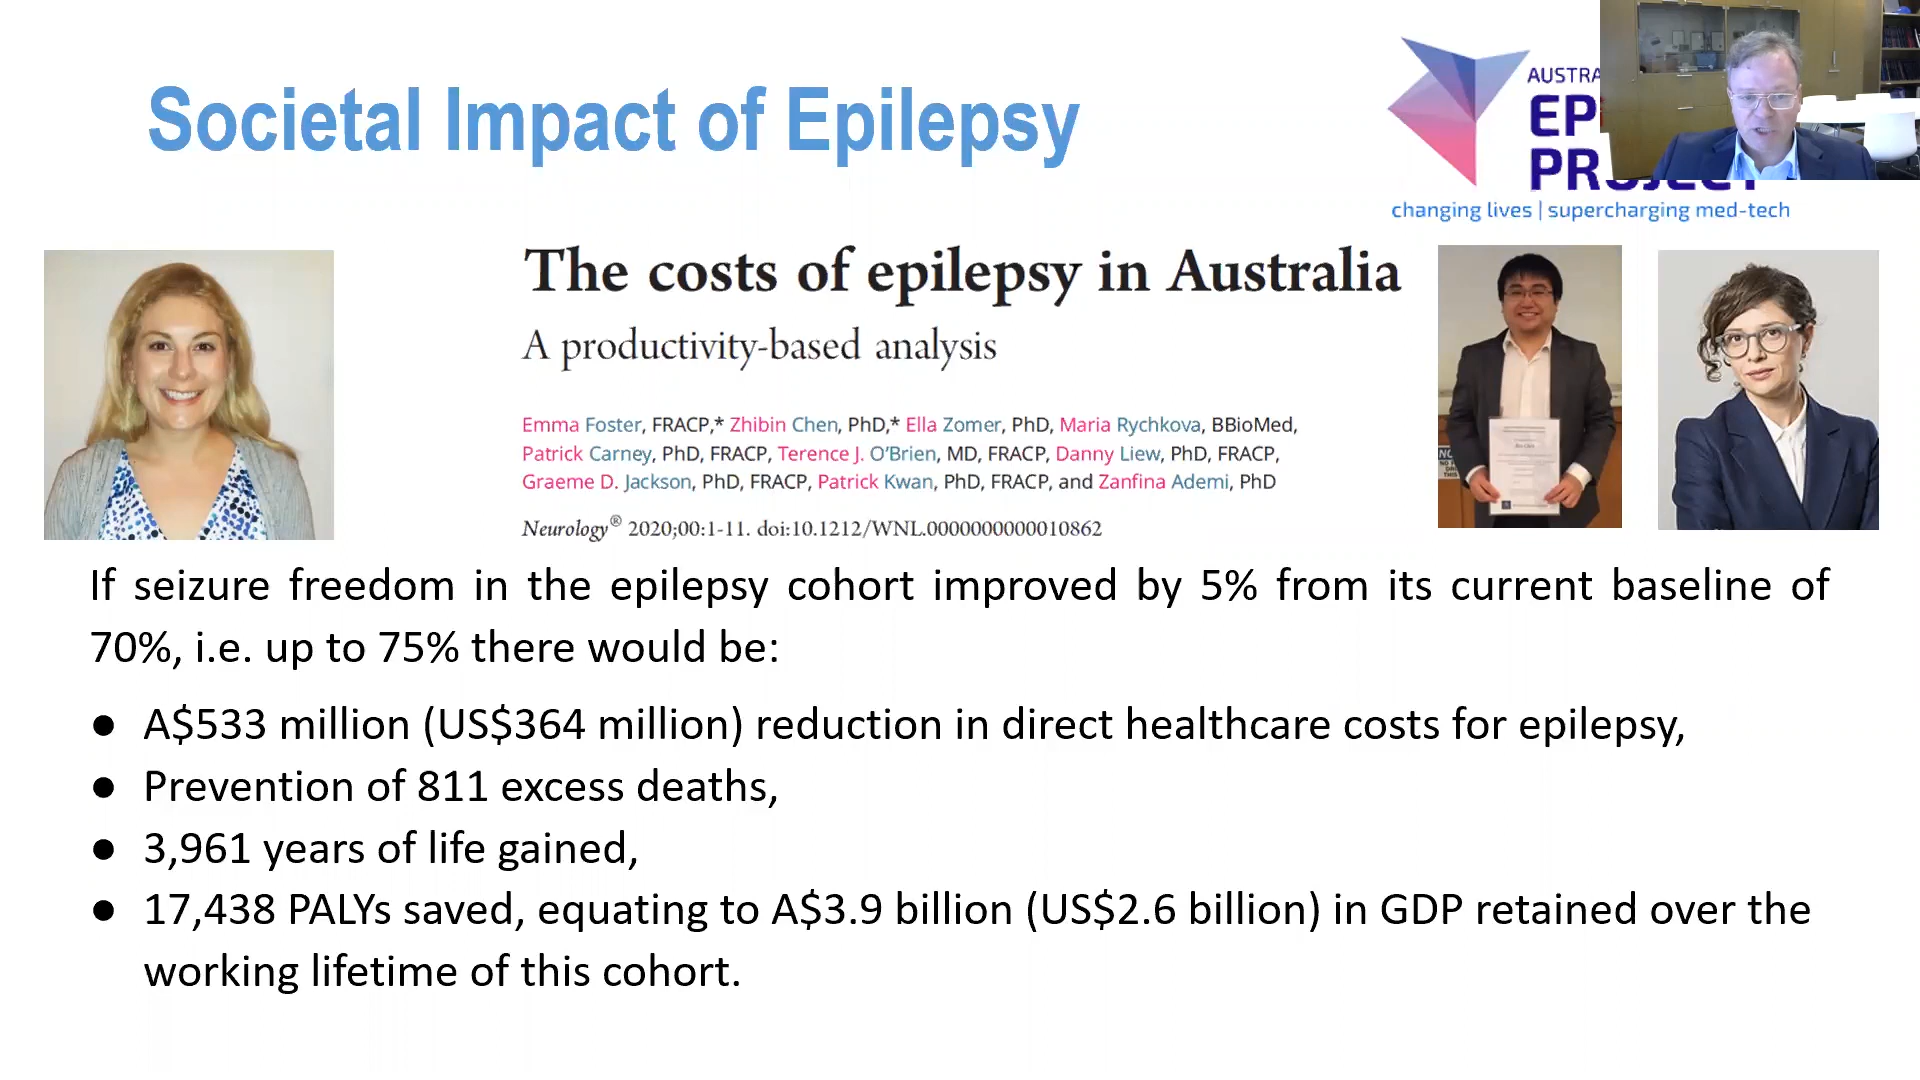 Societal Impact of Epilepsy
AUSTRA
EP
PROJECT
changing lives | supercharging med-tech
The costs of epilepsy in Australia
A productivity-based analysis
Emma Foster, FRACP,* Zhibin Chen, PhD,* Ella Zomer, PhD, Maria Rychkova, BBioMed,
Patrick Carney, PhD, FRACP, Terence J. O'Brien, MD, FRACP, Danny Liew, PhD, FRACP,
Graeme D. Jackson, PhD, FRACP, Patrick Kwan, PhD, FRACP, and Zanfina Ademi, PhD
Neurology® 2020;00:1-11. doi:10.1212/WNL.0000000000010862
If seizure freedom in the epilepsy cohort improved by 5% from its current baseline of
70%, i.e. up to 75% there would be:
● A$533 million (US$364 million) reduction in direct healthcare costs for epilepsy,
● Prevention of 811 excess deaths,
● 3,961 years of life gained,
● 17,438 PALYs saved, equating to A$3.9 billion (US$2.6 billion) in GDP retained over the
working lifetime of this cohort.